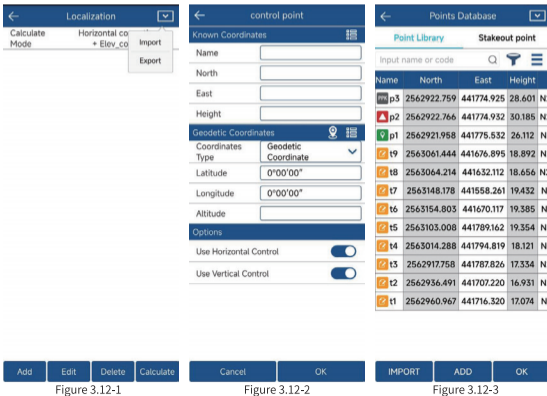 Localization
Calculate Mode
Horizontal co
+ Elev_co
Import
Export
Add Edit Delete Calculate
Figure 3.12-1
control point
Known Coordinates
Name
North
East
Height
Geodetic Coordinates
Coordinates Type
Geodetic Coordinate
Latitude 0°00'00"
Longitude 0°00'00"
Altitude
Options
Use Horizontal Control
Use Vertical Control
Cancel OK
Figure 3.12-2
Points Database
Point Library Stakeout point
Input name or code
Name North East Height
p3 2562922.759 441774.925 28.601 N
p2 2562922.766 441774.932 30.185 N
p1 2562921.958 441775.532 26.112 N
t9 2563061.444 441676.895 18.892 N
t8 2563064.214 441632.112 18.656 N
t7 2563148.178 441558.261 19.432 N
t6 2563154.803 441670.117 19.385 N
t5 2563103.008 441789.162 19.354 N
t4 2563014.288 441794.819 18.121 N
t3 2562917.758 441787.826 17.334 N
t2 2562936.491 441707.220 16.931 N
t1 2562960.967 441716.320 17.074 N
IMPORT ADD OK
Figure 3.12-3